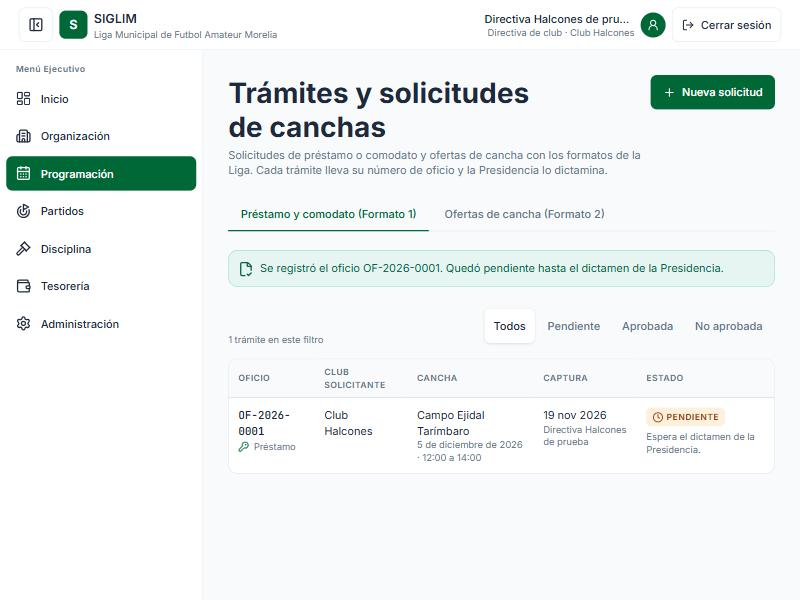 S
SIGLIM
Liga Municipal de Futbol Amateur Morelia
Directiva Halcones de pru...
Directiva de club · Club Halcones
Cerrar sesión
Menú Ejecutivo
Inicio
Organización
Programación
Partidos
Disciplina
Tesorería
Administración
Trámites y solicitudes
de canchas
Nueva solicitud
Solicitudes de préstamo o comodato y ofertas de cancha con los formatos de la
Liga. Cada trámite lleva su número de oficio y la Presidencia lo dictamina.
Préstamo y comodato (Formato 1)
Ofertas de cancha (Formato 2)
Se registró el oficio OF-2026-0001. Quedó pendiente hasta el dictamen de la Presidencia.
1 trámite en este filtro
Todos
Pendiente
Aprobada
No aprobada
OFICIO
CLUB
SOLICITANTE
CANCHA
CAPTURA
ESTADO
OF-2026-
0001
Préstamo
Club
Halcones
Campo Ejidal
Tarímbaro
5 de diciembre de 2026
· 12:00 a 14:00
19 nov 2026
Directiva Halcones
de prueba
PENDIENTE
Espera el dictamen de la
Presidencia.